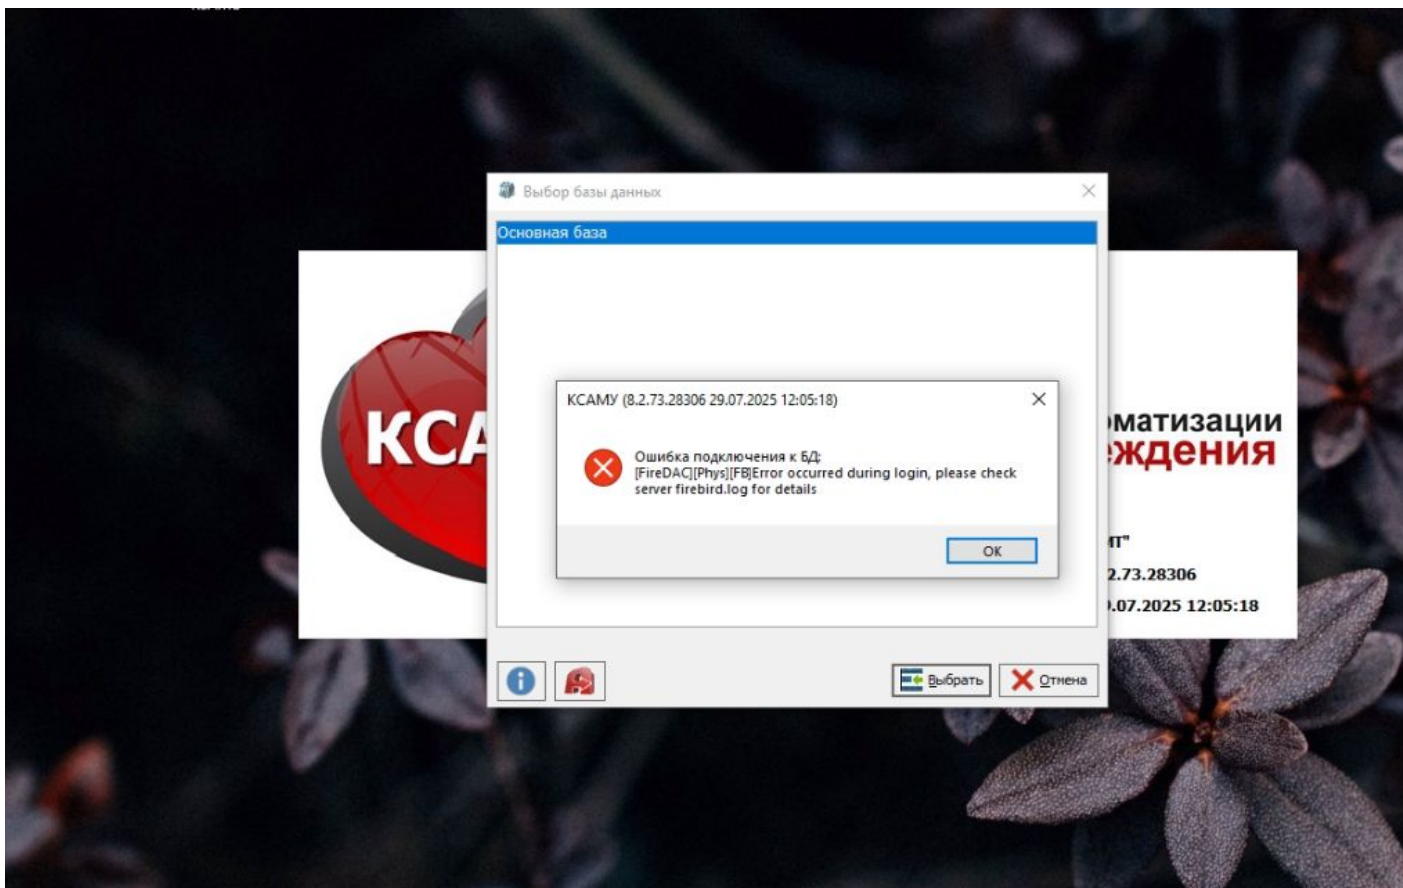 Выбор базы данных
Основная база
КСАМУ (8.2.73.28306 29.07.2025 12:05:18)
Ошибка подключения к БД:
[FireDAC][Phys][FB]Error occurred during login, please check
server firebird.log for details
OK
КСА
матизации
ждения
2.73.28306
.07.2025 12:05:18
Выбрать
Отмена